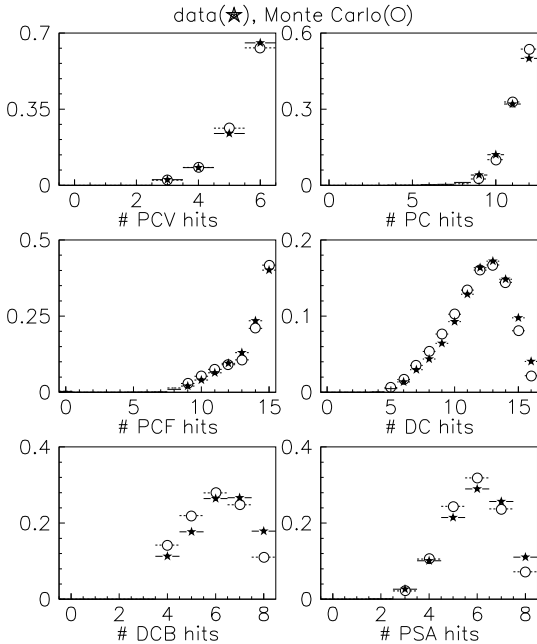 data(★), Monte Carlo(○)
0.7
0.35
0
0 2 4 6
# PCV hits
0.6
0.3
0
0 5 10
# PC hits
0.5
0.25
0
0 5 10 15
# PCF hits
0.2
0.1
0
0 5 10 15
# DC hits
0.4
0.2
0
0 2 4 6 8
# DCB hits
0.4
0.2
0
0 2 4 6 8
# PSA hits